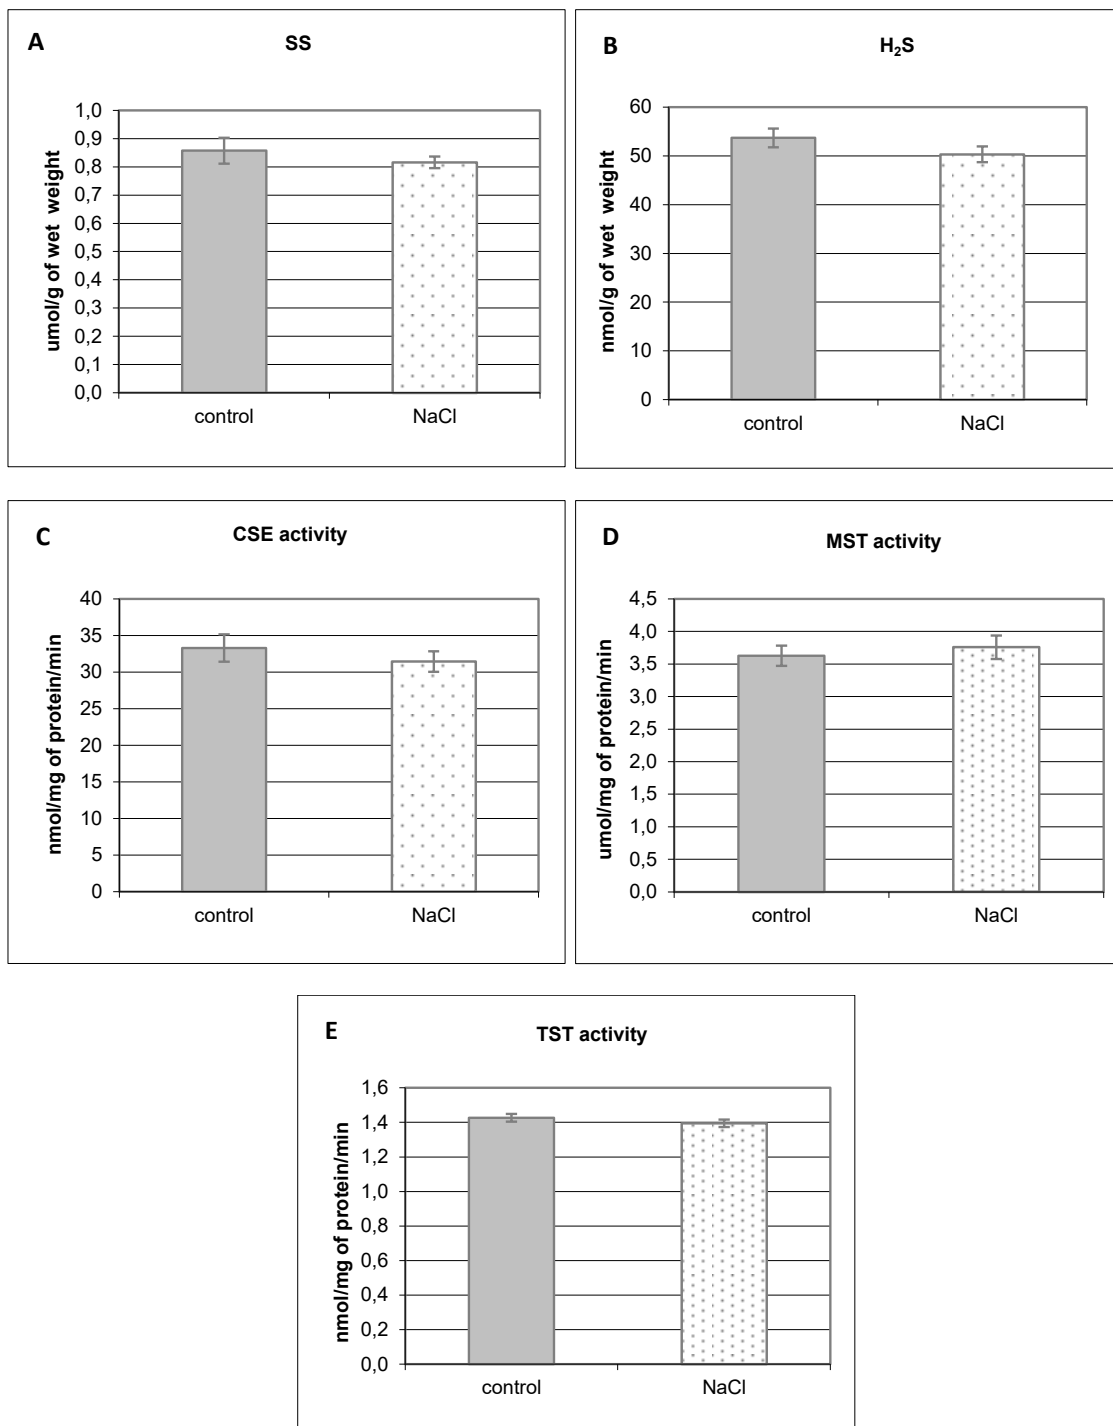 A
SS
umol/g of wet weight
1,0
0,9
0,8
0,7
0,6
0,5
0,4
0,3
0,2
0,1
0,0
control NaCl
B
H₂S
nmol/g of wet weight
60
50
40
30
20
10
0
control NaCl
C
CSE activity
nmol/mg of protein/min
40
35
30
25
20
15
10
5
0
control NaCl
D
MST activity
umol/mg of protein/min
4,5
4,0
3,5
3,0
2,5
2,0
1,5
1,0
0,5
0,0
control NaCl
E
TST activity
nmol/mg of protein/min
1,6
1,4
1,2
1,0
0,8
0,6
0,4
0,2
0,0
control NaCl